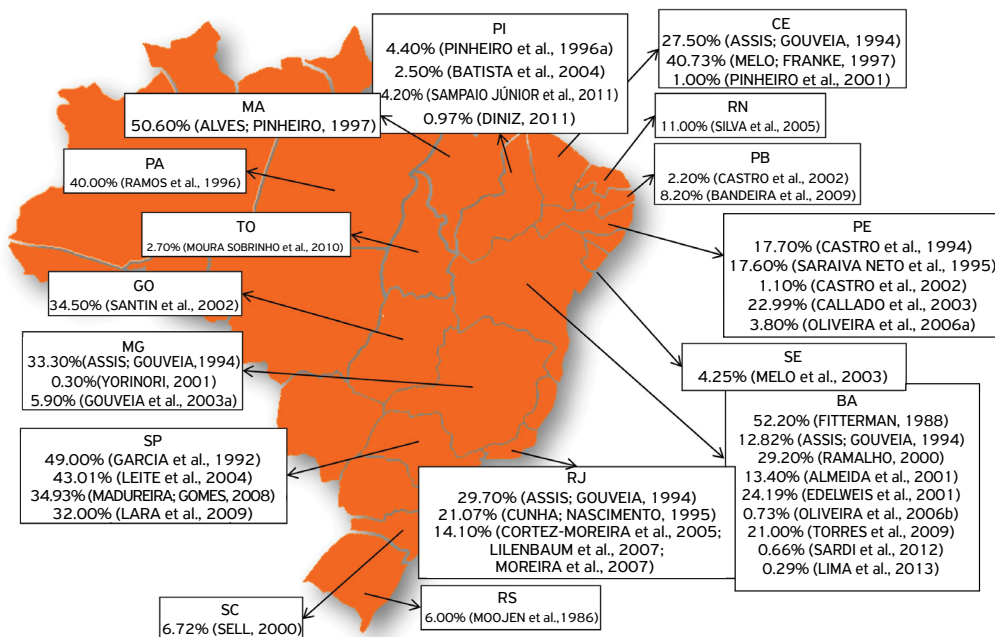 PI
4.40% (PINHEIRO et al., 1996a)
2.50% (BATISTA et al., 2004)
4.20% (SAMPAIO JÚNIOR et al., 2011)
0.97% (DINIZ, 2011)
CE
27.50% (ASSIS; GOUVEIA, 1994)
40.73% (MELO; FRANKE, 1997)
1.00% (PINHEIRO et al., 2001)
MA
50.60% (ALVES; PINHEIRO, 1997)
RN
11.00% (SILVA et al., 2005)
PA
40.00% (RAMOS et al., 1996)
PB
2.20% (CASTRO et al., 2002)
8.20% (BANDEIRA et al., 2009)
TO
2.70% (MOURA SOBRINHO et al., 2010)
PE
17.70% (CASTRO et al., 1994)
17.60% (SARAIVA NETO et al., 1995)
1.10% (CASTRO et al., 2002)
22.99% (CALLADO et al., 2003)
3.80% (OLIVEIRA et al., 2006a)
GO
34.50% (SANTIN et al., 2002)
MG
33.30%(ASSIS; GOUVEIA,1994)
0.30%(YORINORI, 2001)
5.90% (GOUVEIA et al., 2003a)
SE
4.25% (MELO et al., 2003)
BA
52.20% (FITTERMAN, 1988)
12.82% (ASSIS; GOUVEIA, 1994)
29.20% (RAMALHO, 2000)
13.40% (ALMEIDA et al., 2001)
24.19% (EDELWEIS et al., 2001)
0.73% (OLIVEIRA et al., 2006b)
21.00% (TORRES et al., 2009)
0.66% (SARDI et al., 2012)
0.29% (LIMA et al., 2013)
SP
49.00% (GARCIA et al., 1992)
43.01% (LEITE et al., 2004)
34.93% (MADUREIRA; GOMES, 2008)
32.00% (LARA et al., 2009)
RJ
29.70% (ASSIS; GOUVEIA, 1994)
21.07% (CUNHA; NASCIMENTO, 1995)
14.10% (CORTEZ-MOREIRA et al., 2005;
LILENBAUM et al., 2007;
MOREIRA et al., 2007)
SC
6.72% (SELL, 2000)
RS
6.00% (MOOJEN et al.,1986)